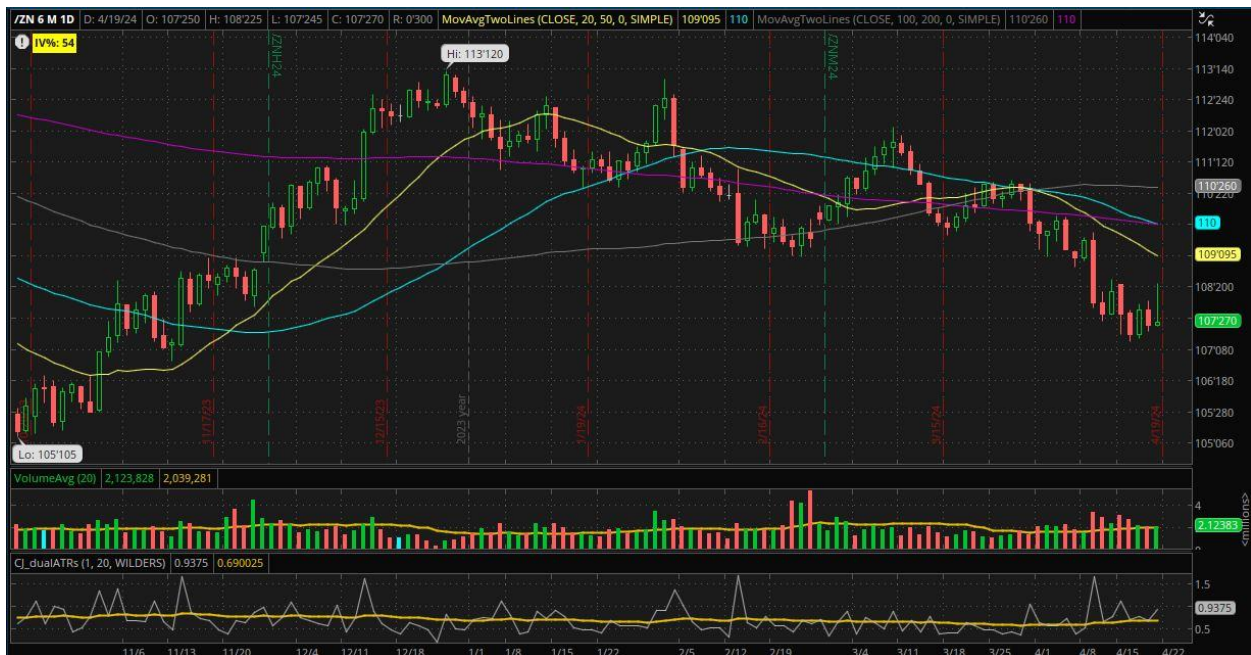 /ZN 6 M 1D D: 4/19/24 O: 107'250 H: 108'225 L: 107'245 C: 107'270 R: 0'300 MovAvgTwoLines (CLOSE, 20, 50, 0, SIMPLE) 109'095 110 MovAvgTwoLines (CLOSE, 100, 200, 0, SIMPLE) 110'260 110
IV%: 54
/ZNH24
/ZNM24
Hi: 113'120
114'040
113'140
112'240
112'020
111'120
110'260
110'220
110
109'095
108'200
107'270
107'080
106'180
105'280
105'060
11/17/23
12/15/23
2023 year
1/19/24
2/16/24
3/15/24
4/19/24
Lo: 105'105
VolumeAvg (20) 2,123,828 2,039,281
4
2.12383
0
<millions>
CJ_dualATRs (1, 20, WILDERS) 0.9375 0.690025
1.5
0.9375
0.5
11/6 11/13 11/20 12/4 12/11 12/18 1/1 1/8 1/15 1/22 2/5 2/12 2/19 3/4 3/11 3/18 3/25 4/1 4/8 4/15 4/22